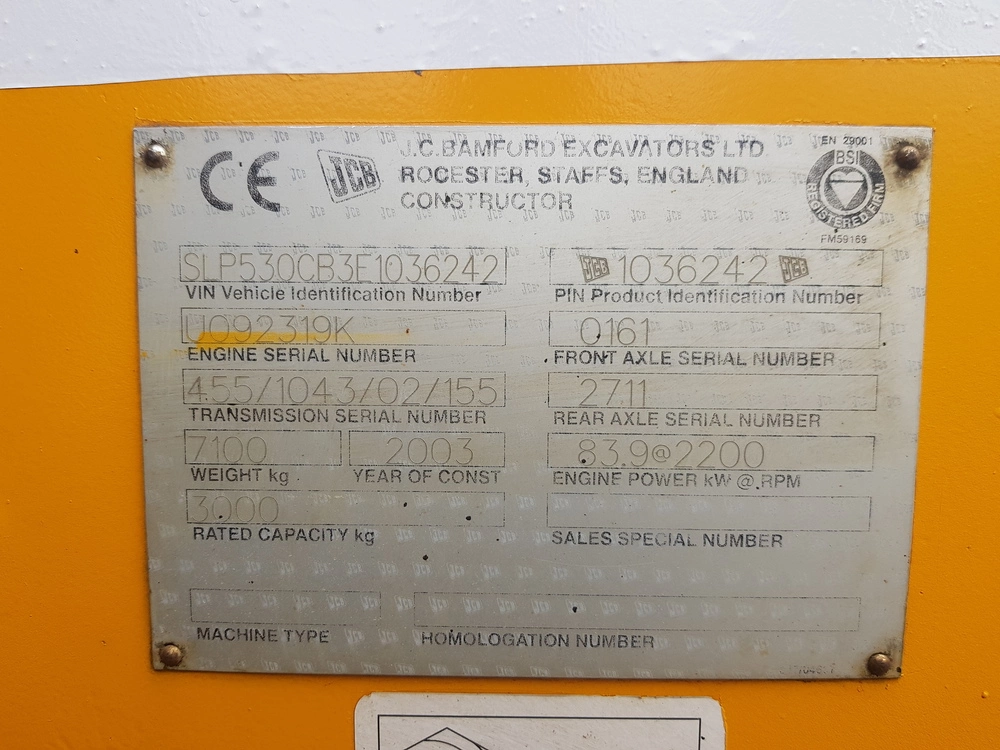 CE JCB J.C.BAMFORD EXCAVATORS LTD
ROCESTER, STAFFS, ENGLAND
CONSTRUCTOR
EN 29001
BSI
REGISTERED FIRM
FM59169
SLP530CB3E1036242
VIN Vehicle Identification Number
JCB 1036242 JCB
PIN Product Identification Number
U092319K
ENGINE SERIAL NUMBER
0161
FRONT AXLE SERIAL NUMBER
455/1043/02/155
TRANSMISSION SERIAL NUMBER
2711
REAR AXLE SERIAL NUMBER
7100
WEIGHT kg
2003
YEAR OF CONST
83.9@2200
ENGINE POWER kW @ RPM
3000
RATED CAPACITY kg
SALES SPECIAL NUMBER
MACHINE TYPE
HOMOLOGATION NUMBER